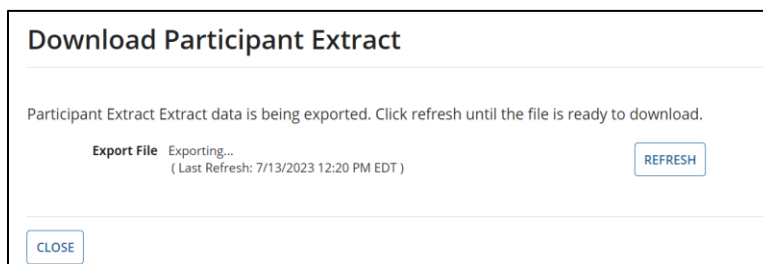 Download Participant Extract
Participant Extract Extract data is being exported. Click refresh until the file is ready to download.
Export File Exporting...
( Last Refresh: 7/13/2023 12:20 PM EDT )
REFRESH
CLOSE